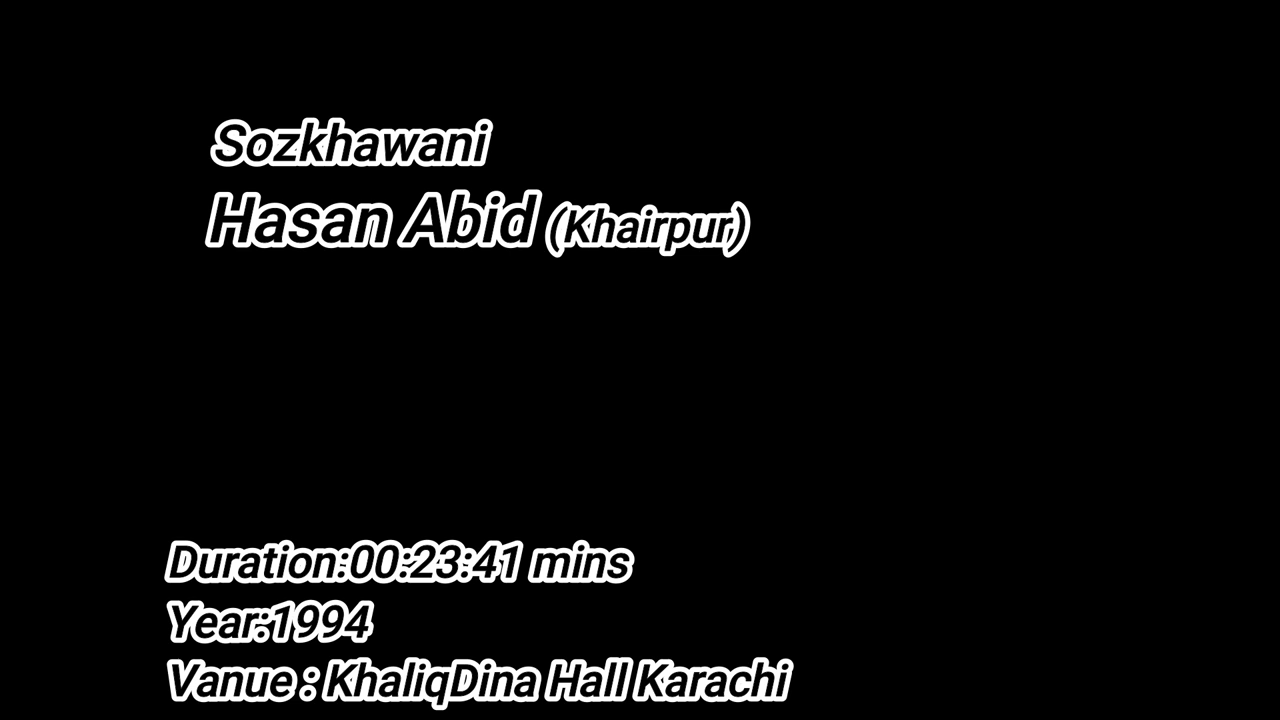 Sozkhawani
Hasan Abid (Khairpur)
Duration:00:23:41 mins
Year:1994
Vanue : KhaliqDina Hall Karachi